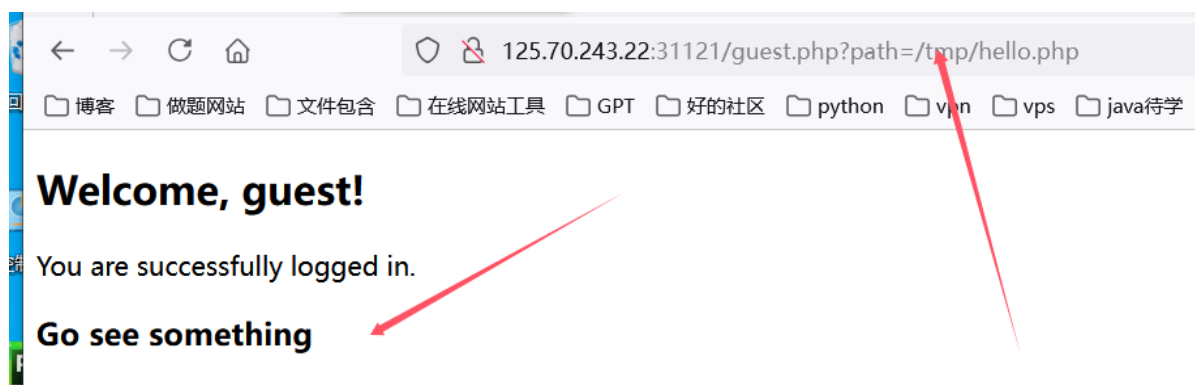 125.70.243.22:31121/guest.php?path=/tmp/hello.php
博客 做题网站 文件包含 在线网站工具 GPT 好的社区 python vpn vps java待学
Welcome, guest!
You are successfully logged in.
Go see something